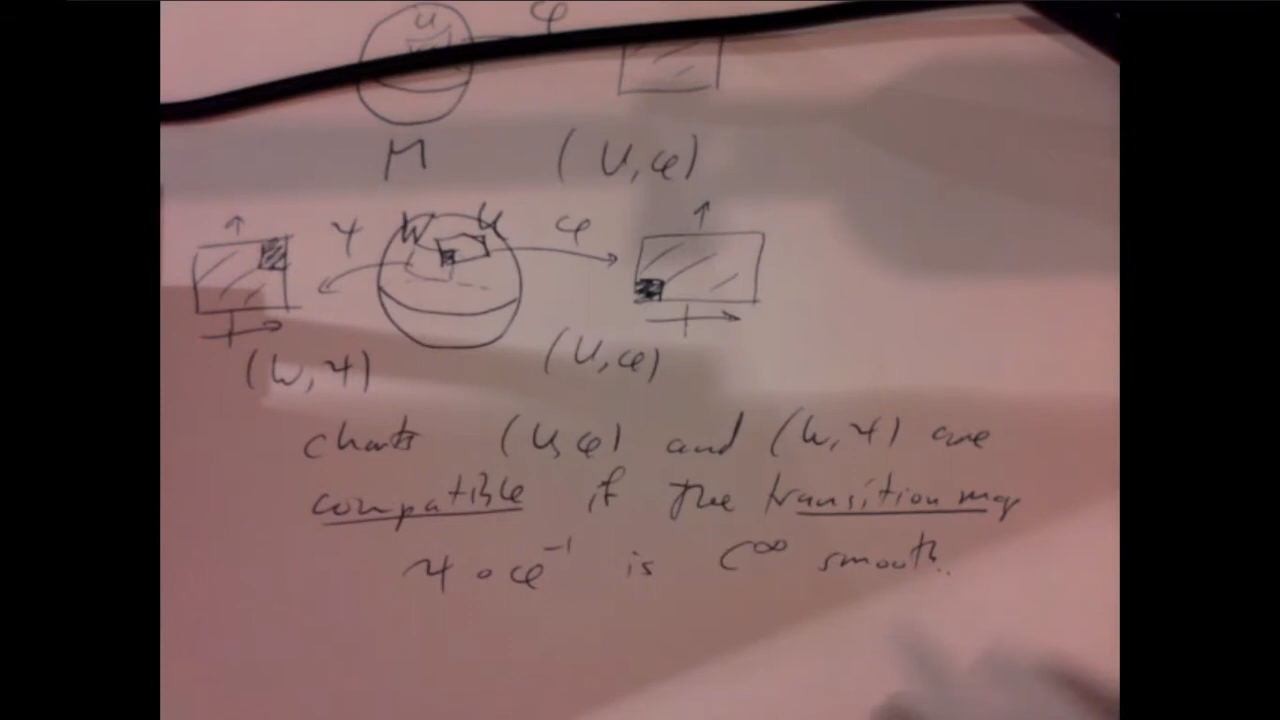 U φ
M (U,φ)
ψ W U φ
(W,ψ) (U,φ)
charts (U,φ) and (W,ψ) are
compatible if the transition map
ψ∘φ⁻¹ is C∞ smooth.